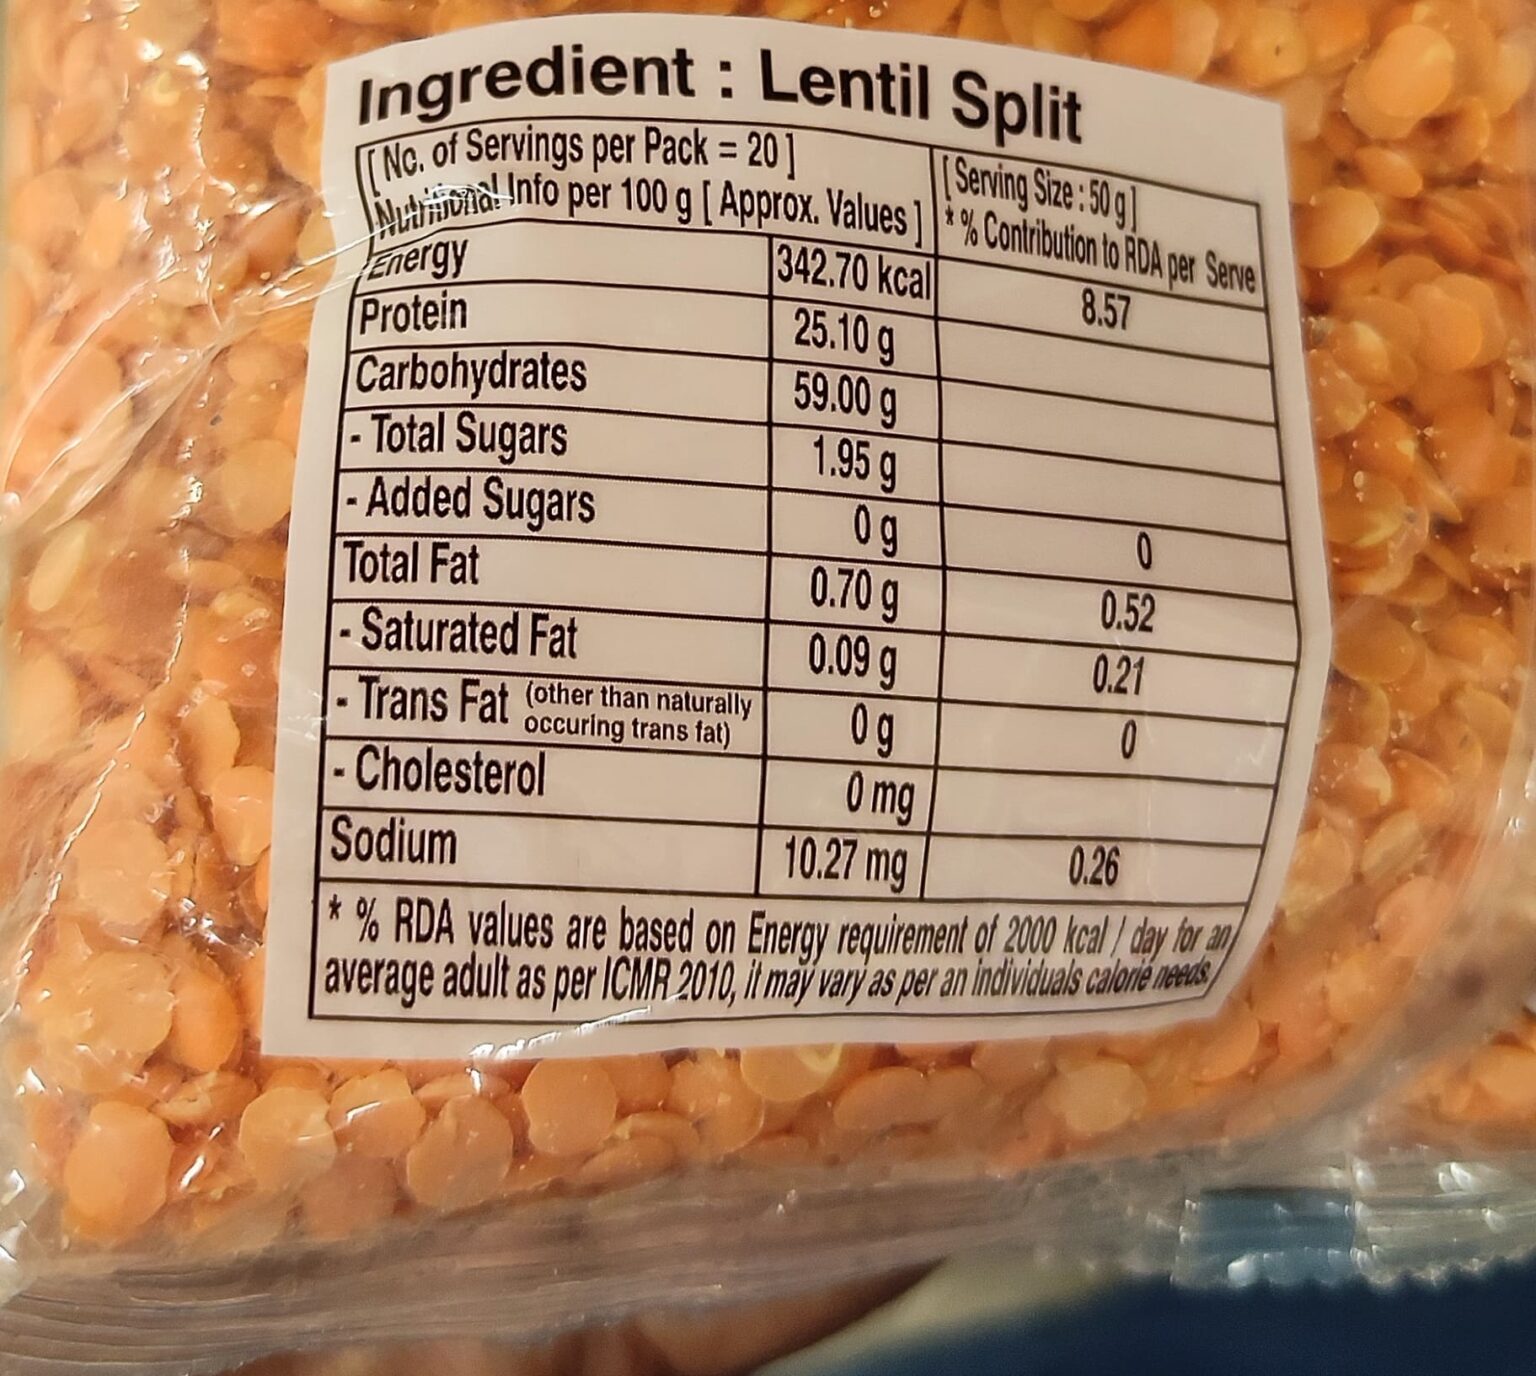 Ingredient : Lentil Split
[ No. of Servings per Pack = 20 ] [ Serving Size : 50 g ]
Nutritional Info per 100 g [ Approx. Values ] * % Contribution to RDA per Serve
Energy 342.70 kcal 8.57
Protein 25.10 g
Carbohydrates 59.00 g
- Total Sugars 1.95 g
- Added Sugars 0 g 0
Total Fat 0.70 g 0.52
- Saturated Fat 0.09 g 0.21
- Trans Fat (other than naturally occuring trans fat) 0 g 0
- Cholesterol 0 mg
Sodium 10.27 mg 0.26
* % RDA values are based on Energy requirement of 2000 kcal / day for an
average adult as per ICMR 2010, it may vary as per an individuals calorie needs.